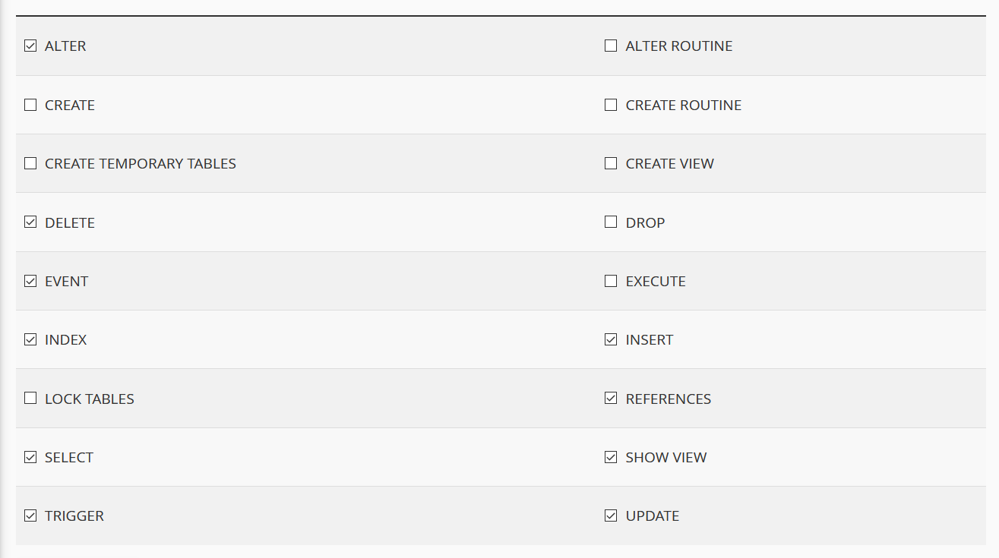 ALTER ALTER ROUTINE
CREATE CREATE ROUTINE
CREATE TEMPORARY TABLES CREATE VIEW
DELETE DROP
EVENT EXECUTE
INDEX INSERT
LOCK TABLES REFERENCES
SELECT SHOW VIEW
TRIGGER UPDATE